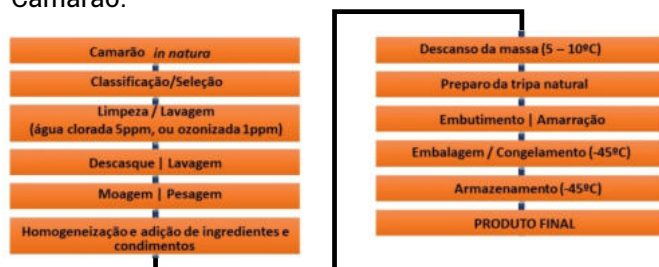 Camarão.
Camarão in natura
Classificação/Seleção
Limpeza / Lavagem
(água clorada 5ppm, ou ozonizada 1ppm)
Descasque | Lavagem
Moagem | Pesagem
Homogeneização e adição de ingredientes e
condimentos
Descanso da massa (5 – 10ºC)
Preparo da tripa natural
Embutimento | Amarração
Embalagem / Congelamento (-45ºC)
Armazenamento (-45ºC)
PRODUTO FINAL